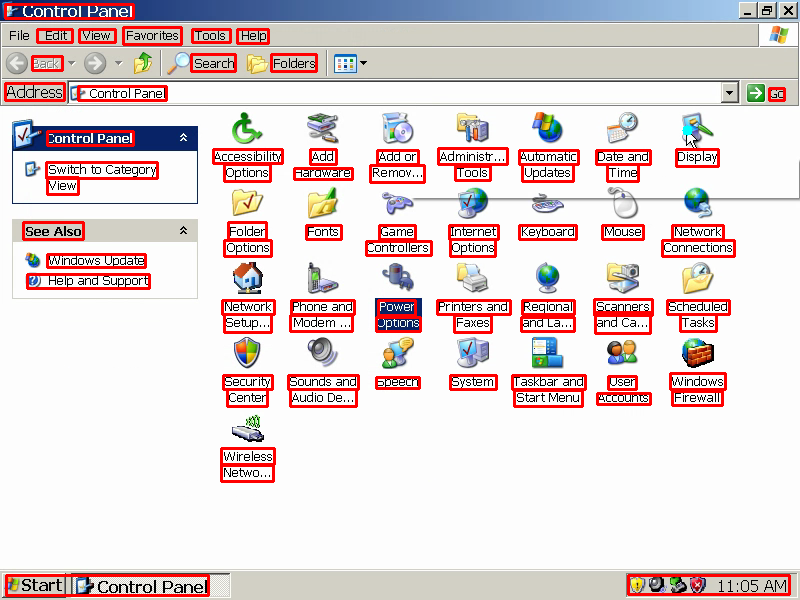 Control Panel
File Edit View Favorites Tools Help
Back Search Folders
Address Control Panel Go
Control Panel
Switch to Category
View
See Also
Windows Update
Help and Support
Accessibility Options
Add Hardware
Add or Remov...
Administr... Tools
Automatic Updates
Date and Time
Display
Folder Options
Fonts
Game Controllers
Internet Options
Keyboard
Mouse
Network Connections
Network Setup...
Phone and Modem ...
Power Options
Printers and Faxes
Regional and La...
Scanners and Ca...
Scheduled Tasks
Security Center
Sounds and Audio De...
Speech
System
Taskbar and Start Menu
User Accounts
Windows Firewall
Wireless Netwo...
Start Control Panel 11:05 AM